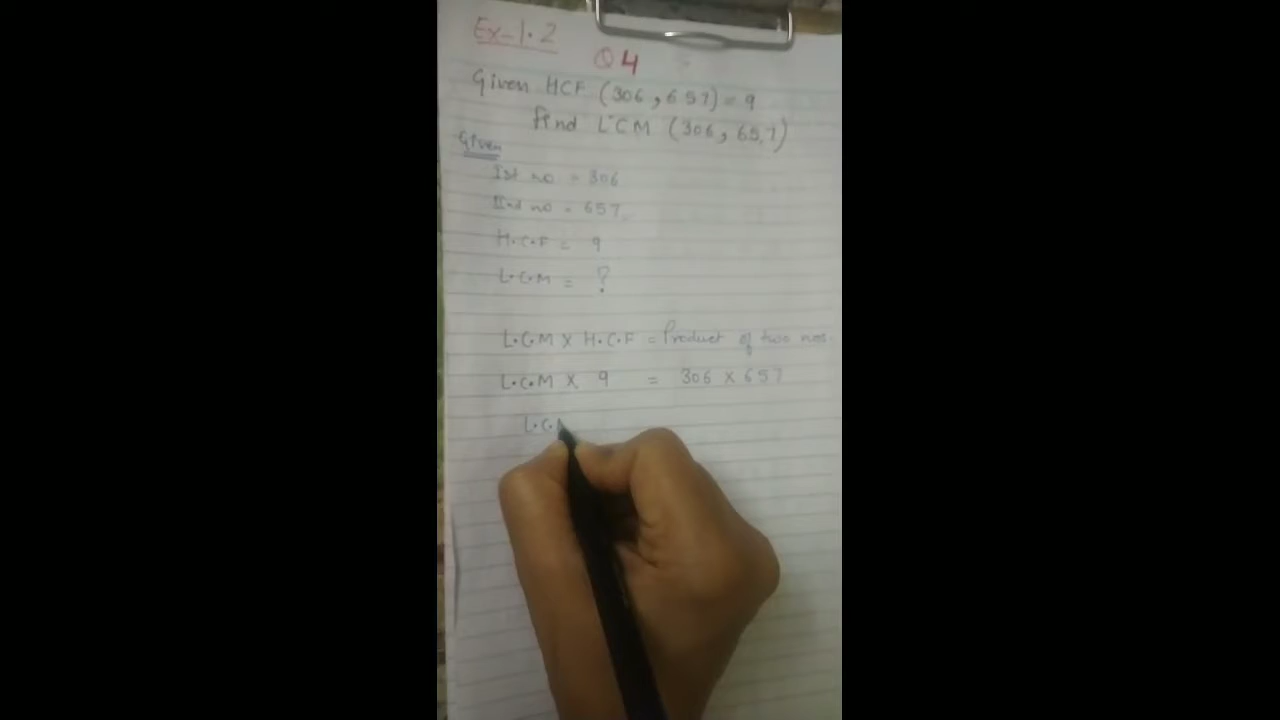 Ex-1.2
Q4
Given HCF (306,657)=9
find LCM (306,657)
Given
Ist no = 306
IInd no = 657
H.C.F = 9
L.C.M = ?
L.C.M X H.C.F = Product of two nos.
L.C.M X 9 = 306 X 657
L.C.M